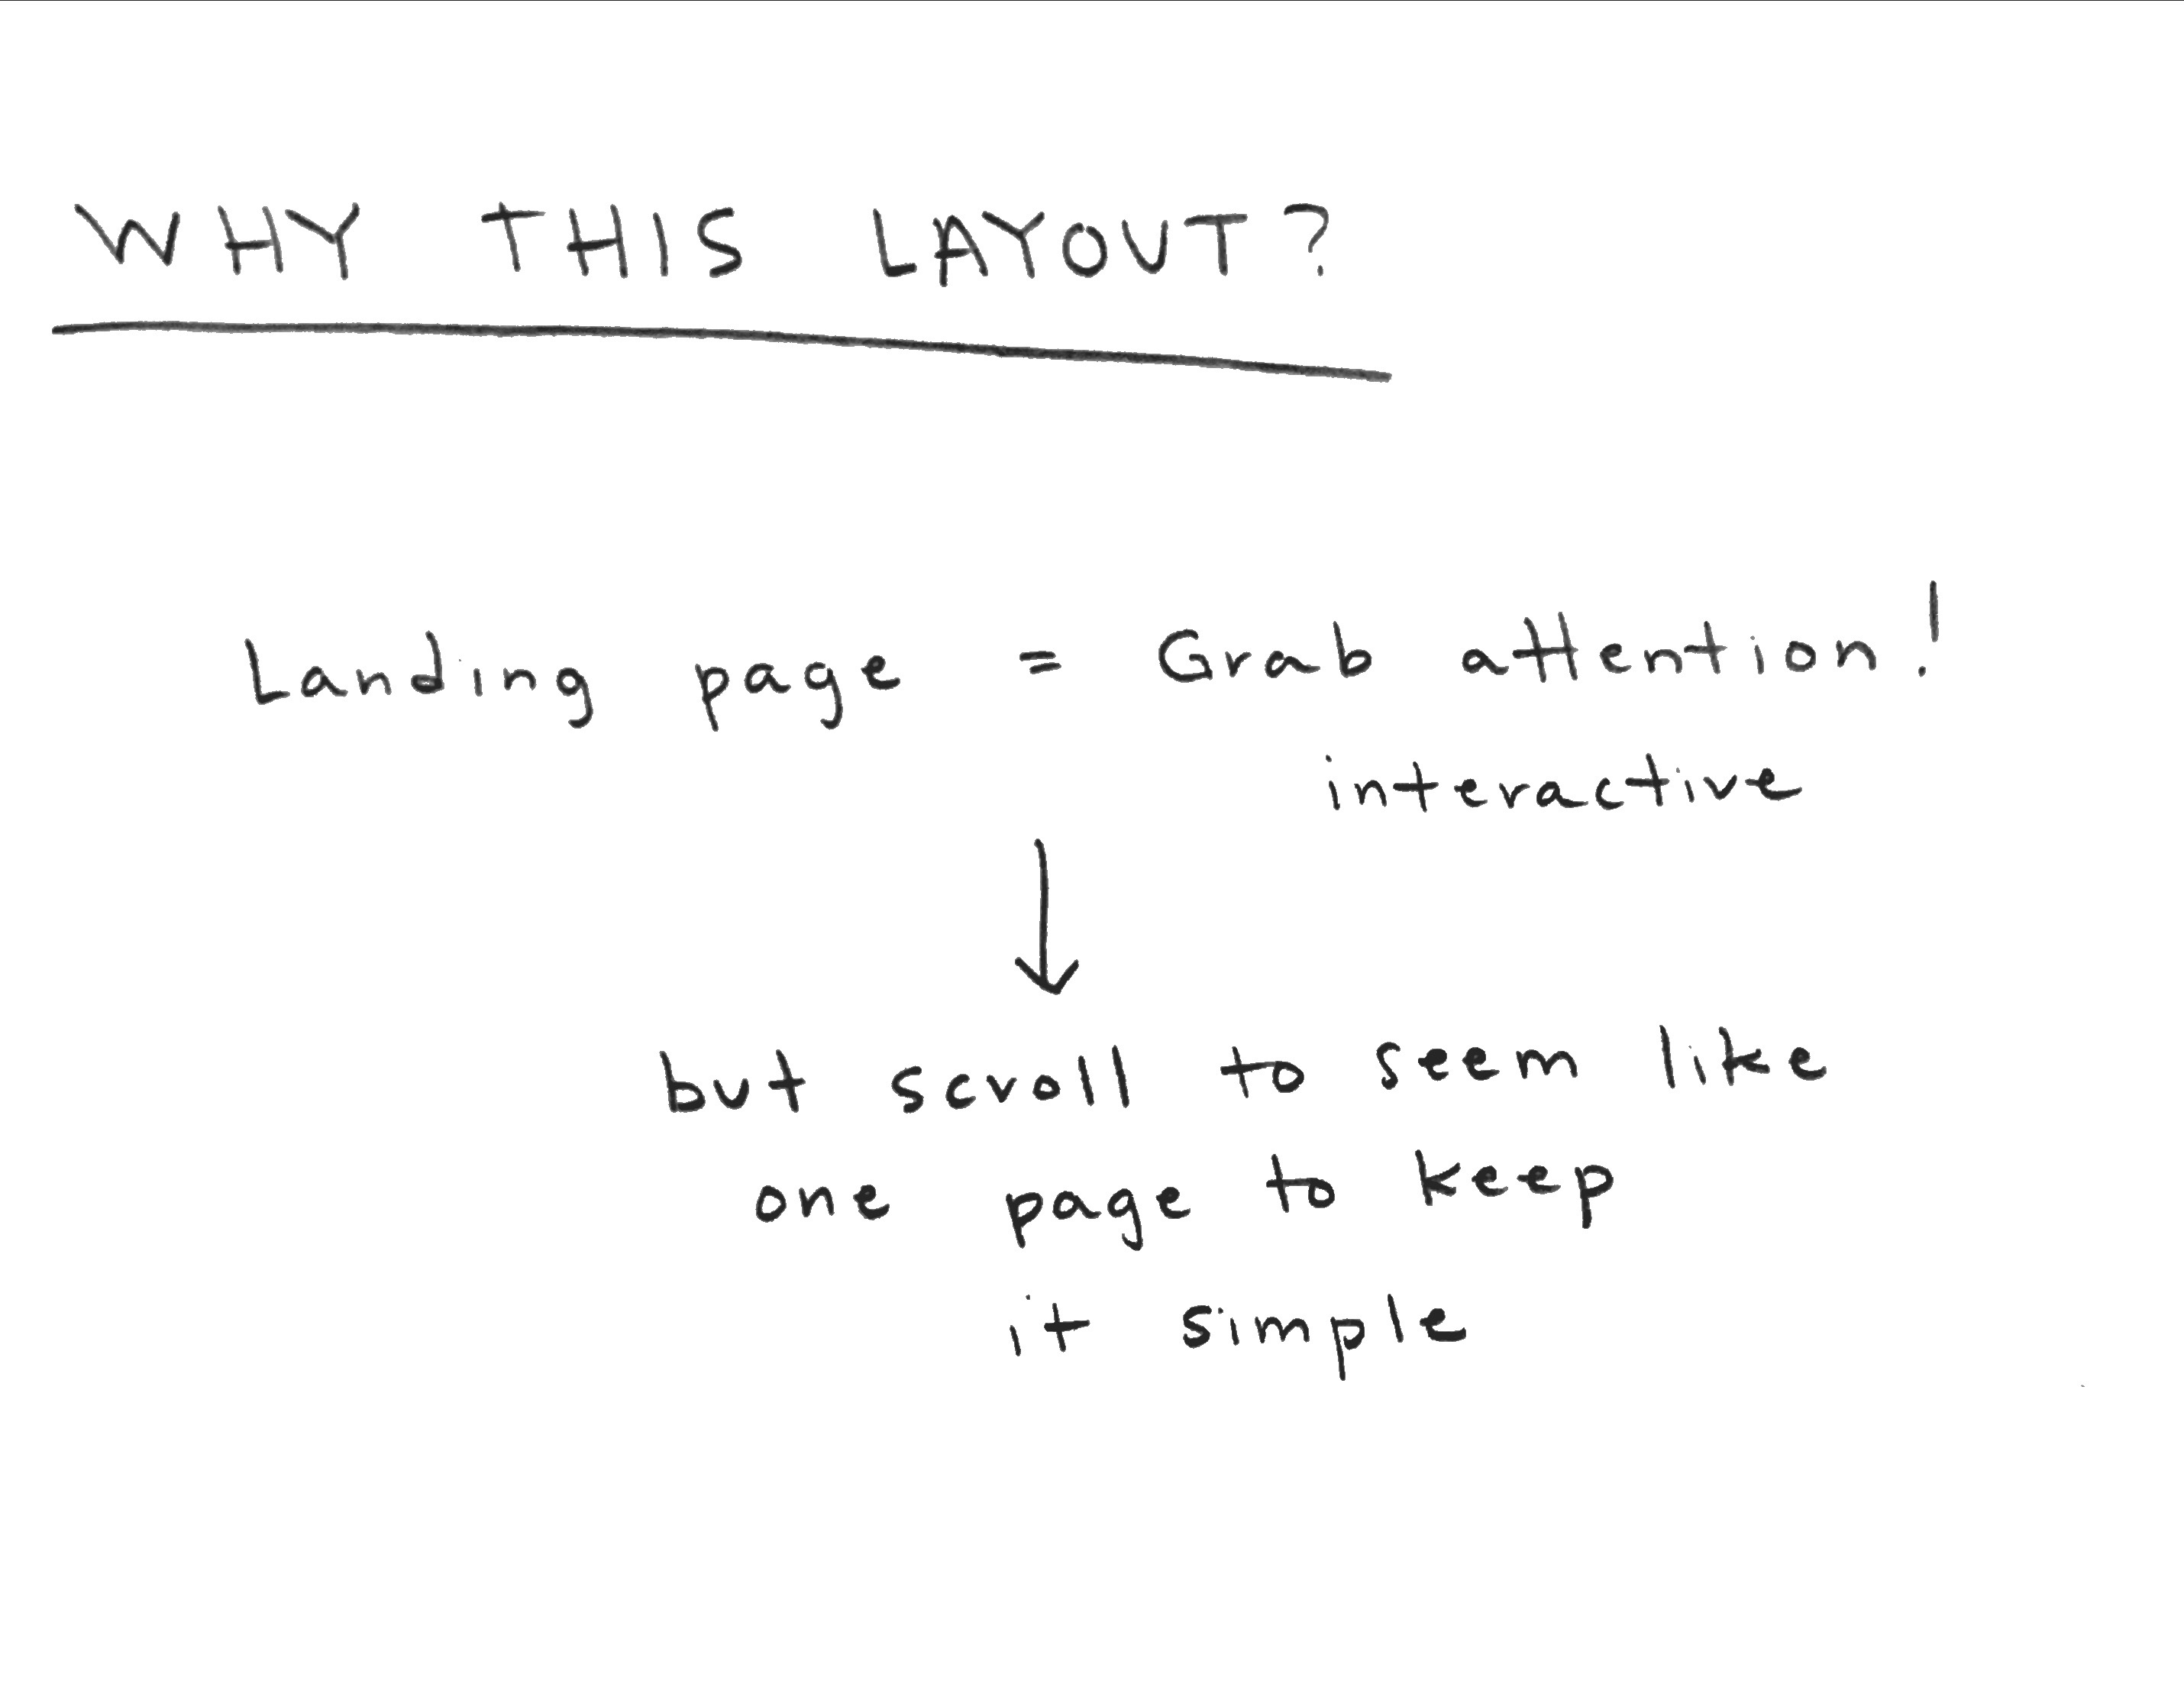 WHY THIS LAYOUT?
Landing page = Grab attention!
interactive
but scroll to seem like
one page to keep
it simple